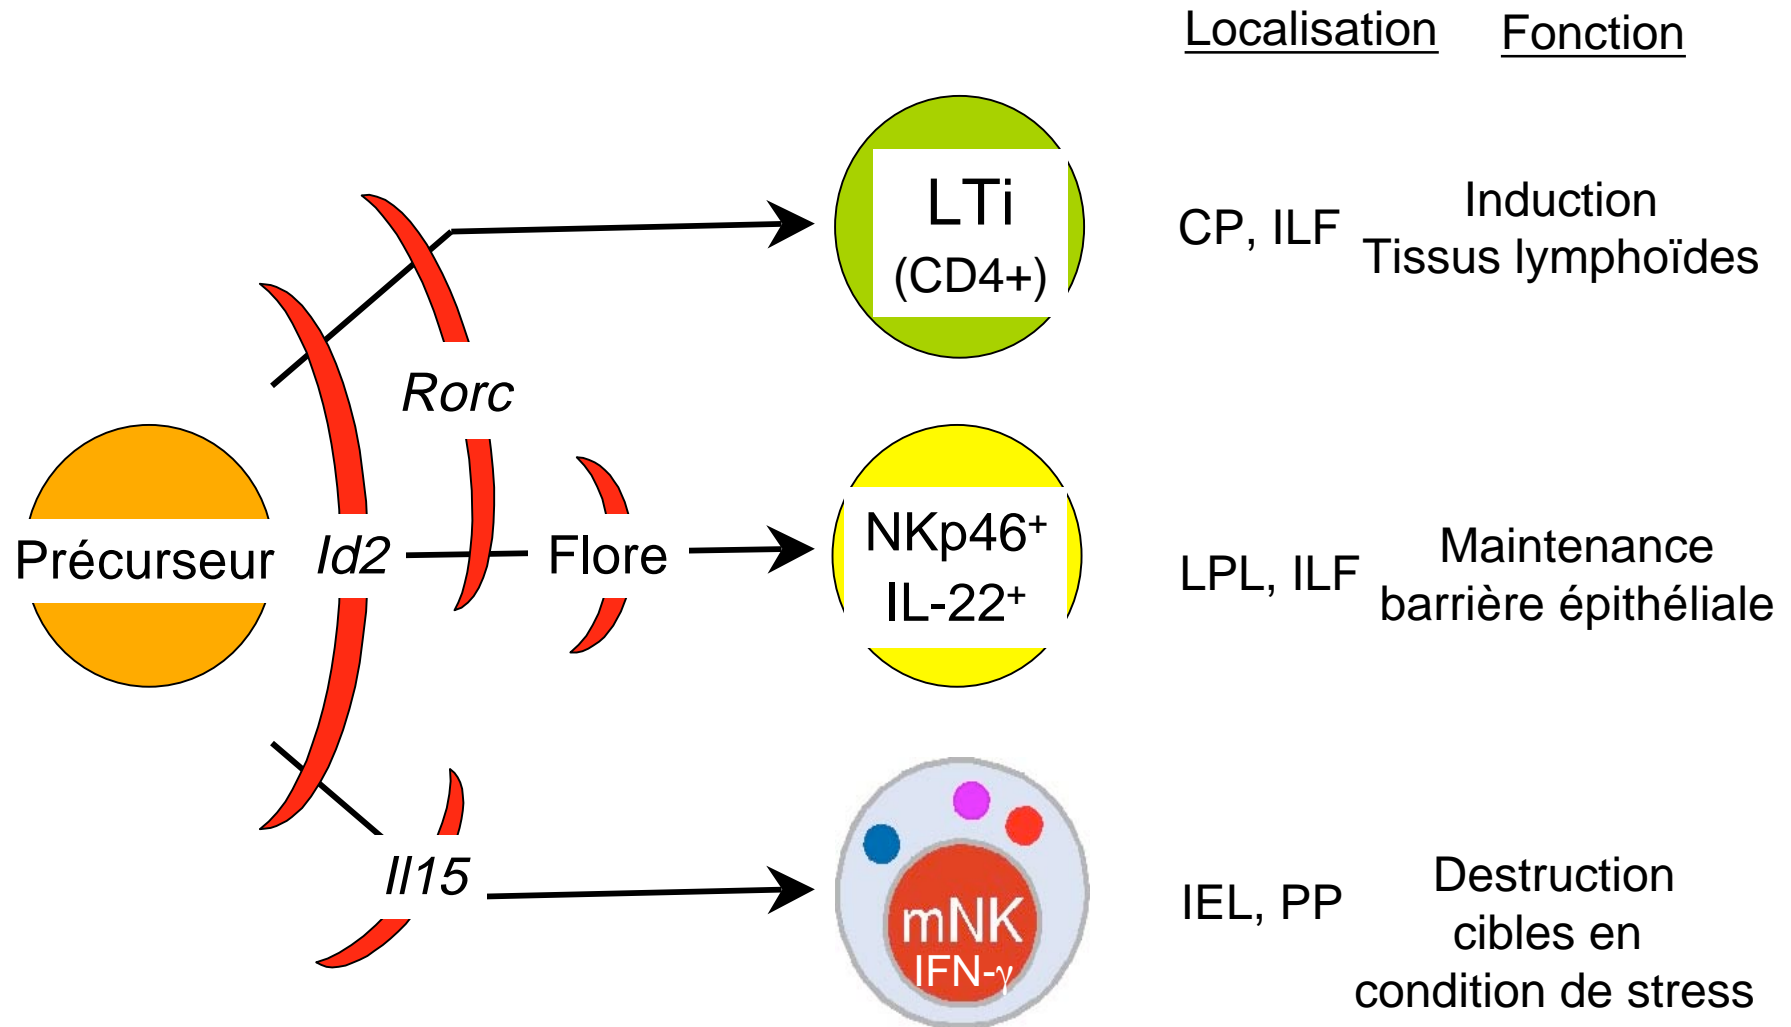 Localisation Fonction
LTi
(CD4+)
CP, ILF
Induction
Tissus lymphoïdes
Rorc
Précurseur
Id2
Flore
NKp46⁺
IL-22⁺
LPL, ILF
Maintenance
barrière épithéliale
Il15
mNK
IFN-γ
IEL, PP
Destruction
cibles en
condition de stress